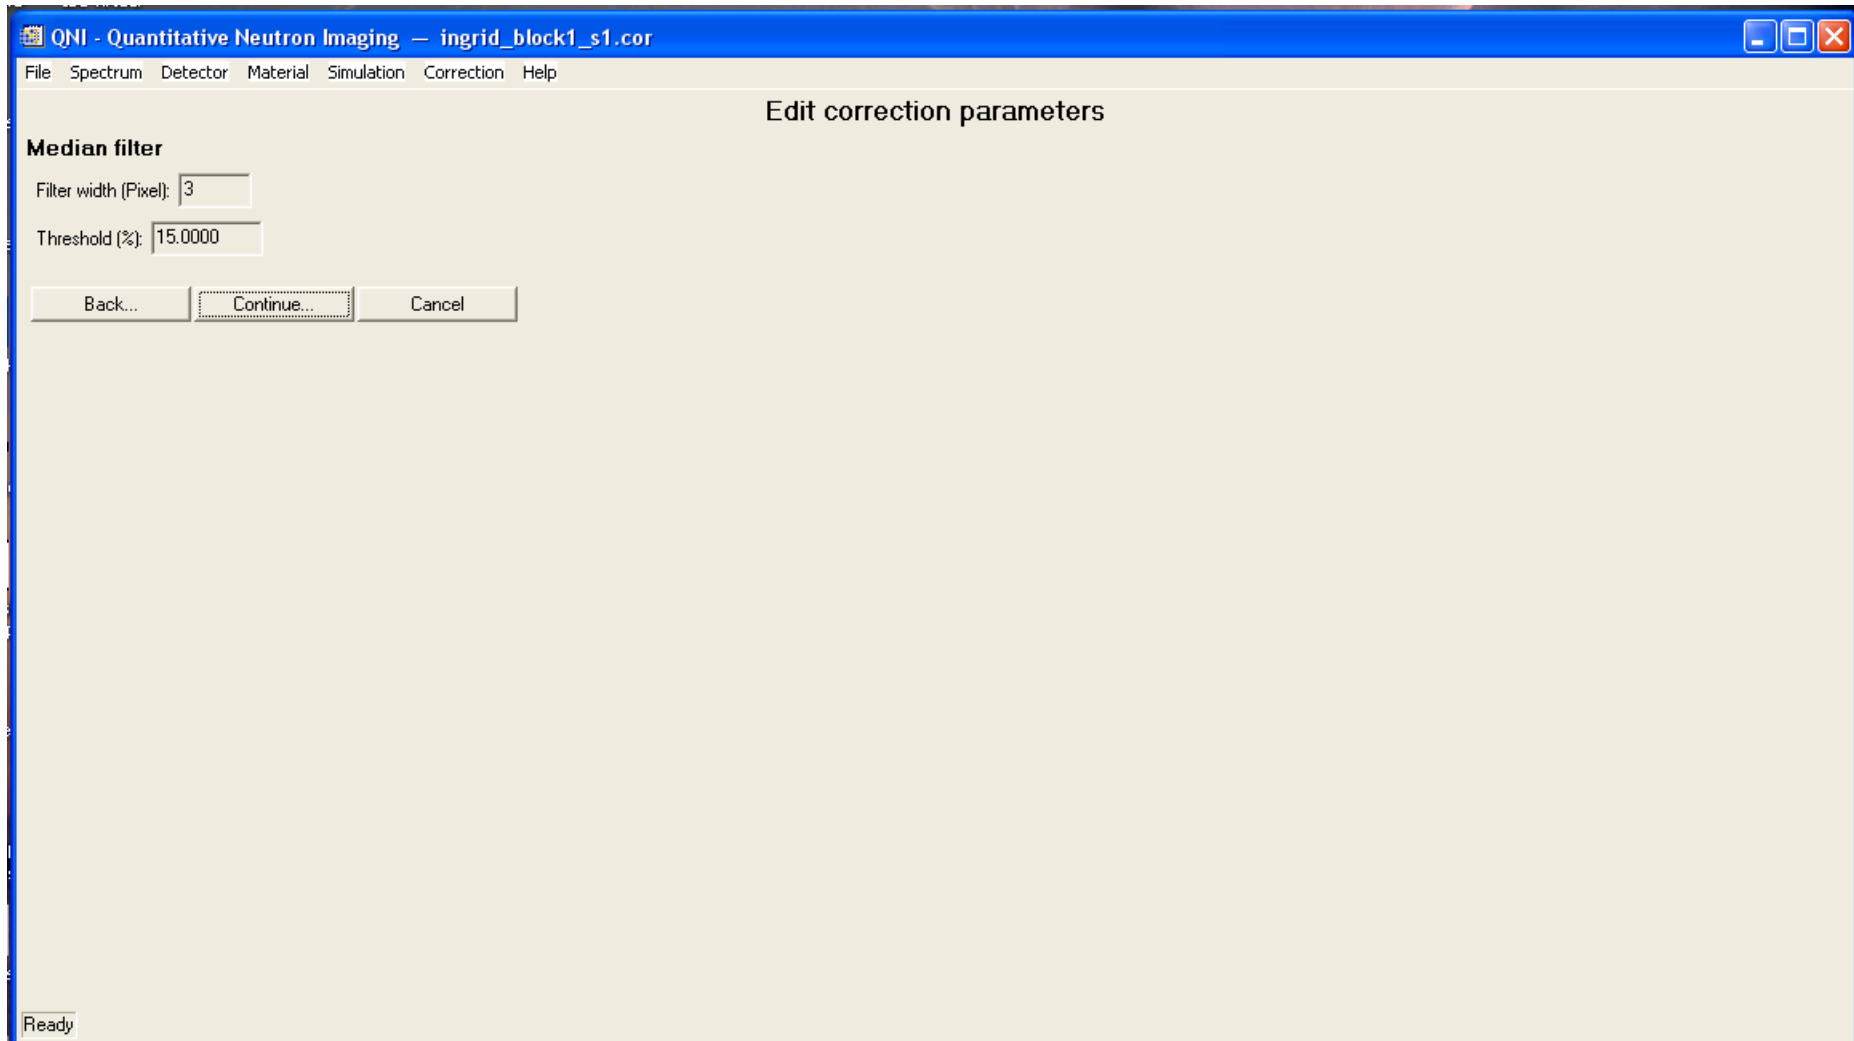 QNI - Quantitative Neutron Imaging — ingrid_block1_s1.cor
File Spectrum Detector Material Simulation Correction Help
Edit correction parameters
Median filter
Filter width (Pixel): 3
Threshold (%): 15.0000
Back... Continue... Cancel
Ready